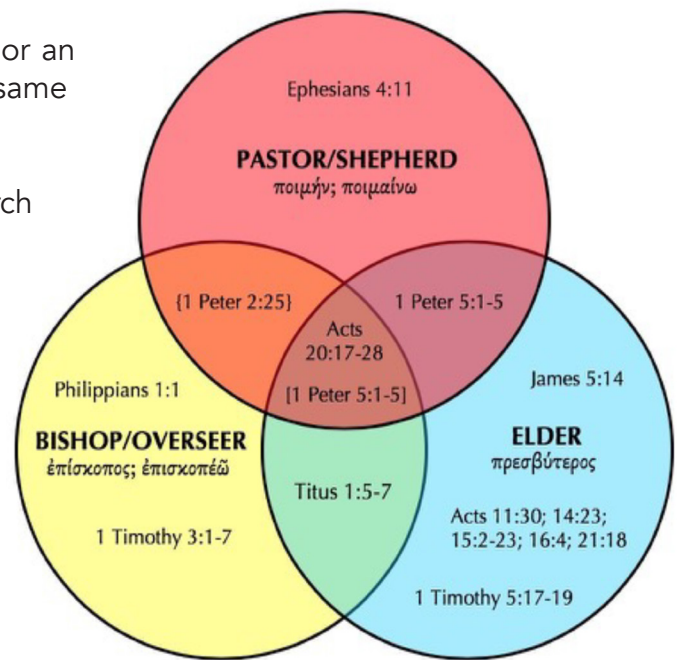 or an
same
rch
Ephesians 4:11
PASTOR/SHEPHERD
ποιμήν; ποιμαίνω
{1 Peter 2:25}
1 Peter 5:1-5
Acts
20:17-28
[1 Peter 5:1-5]
Philippians 1:1
BISHOP/OVERSEER
ἐπίσκοπος; ἐπισκοπέω̃
1 Timothy 3:1-7
Titus 1:5-7
James 5:14
ELDER
πρεσβύτερος
Acts 11:30; 14:23;
15:2-23; 16:4; 21:18
1 Timothy 5:17-19